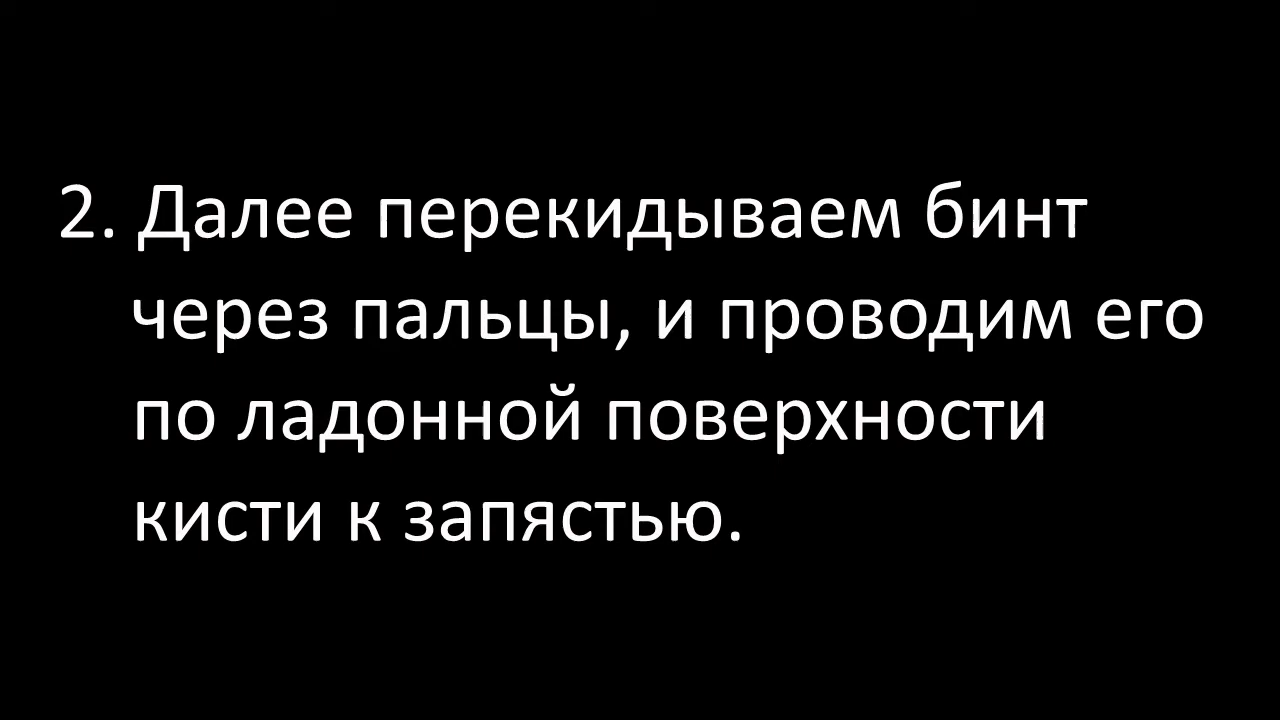 2. Далее перекидываем бинт
через пальцы, и проводим его
по ладонной поверхности
кисти к запястью.